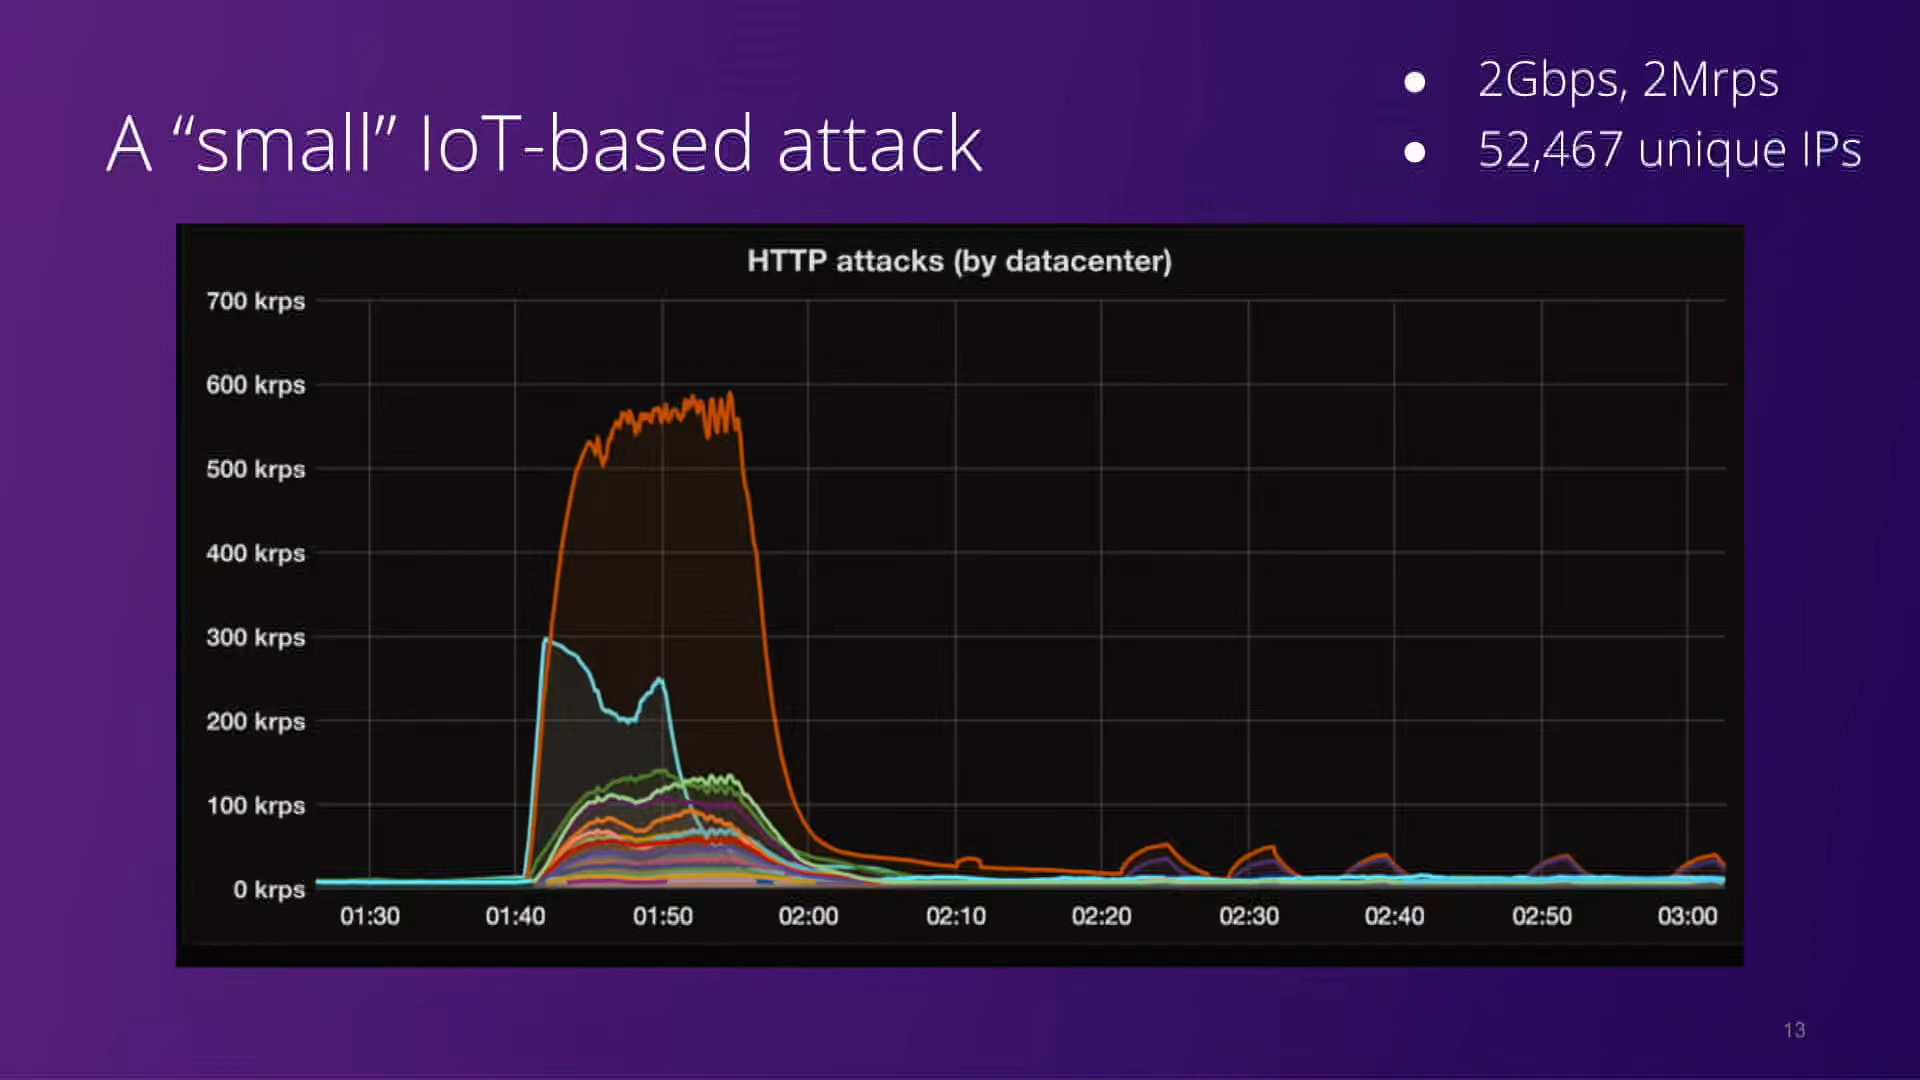 ● 2Gbps, 2Mrps
● 52,467 unique IPs
A “small” IoT-based attack
HTTP attacks (by datacenter)
700 krps
600 krps
500 krps
400 krps
300 krps
200 krps
100 krps
0 krps
01:30 01:40 01:50 02:00 02:10 02:20 02:30 02:40 02:50 03:00
13